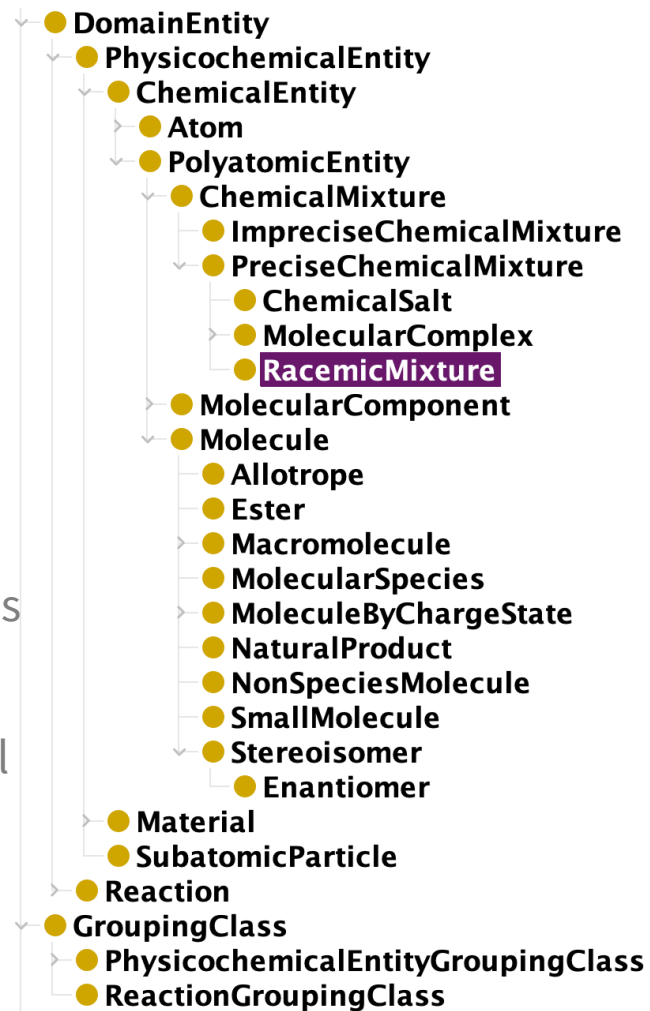 DomainEntity
PhysicochemicalEntity
ChemicalEntity
Atom
PolyatomicEntity
ChemicalMixture
ImpreciseChemicalMixture
PreciseChemicalMixture
ChemicalSalt
MolecularComplex
RacemicMixture
MolecularComponent
Molecule
Allotrope
Ester
Macromolecule
MolecularSpecies
s
MoleculeByChargeState
NaturalProduct
NonSpeciesMolecule
SmallMolecule
Stereoisomer
l
Enantiomer
Material
SubatomicParticle
Reaction
GroupingClass
PhysicochemicalEntityGroupingClass
ReactionGroupingClass